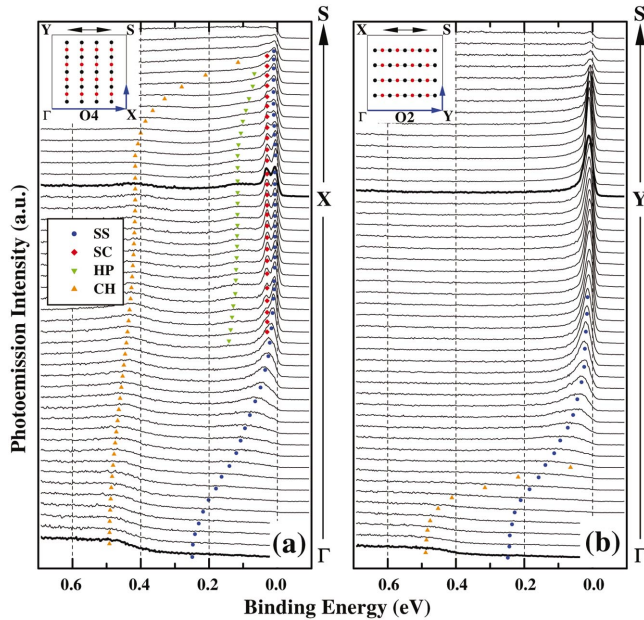 Y S
Γ O4 X
SS
SC
HP
CH
(a)
S
X
Γ
X S
Γ O2 Y
(b)
S
Y
Γ
Photoemission Intensity (a.u.)
0.6 0.4 0.2 0.0 0.6 0.4 0.2 0.0
Binding Energy (eV)